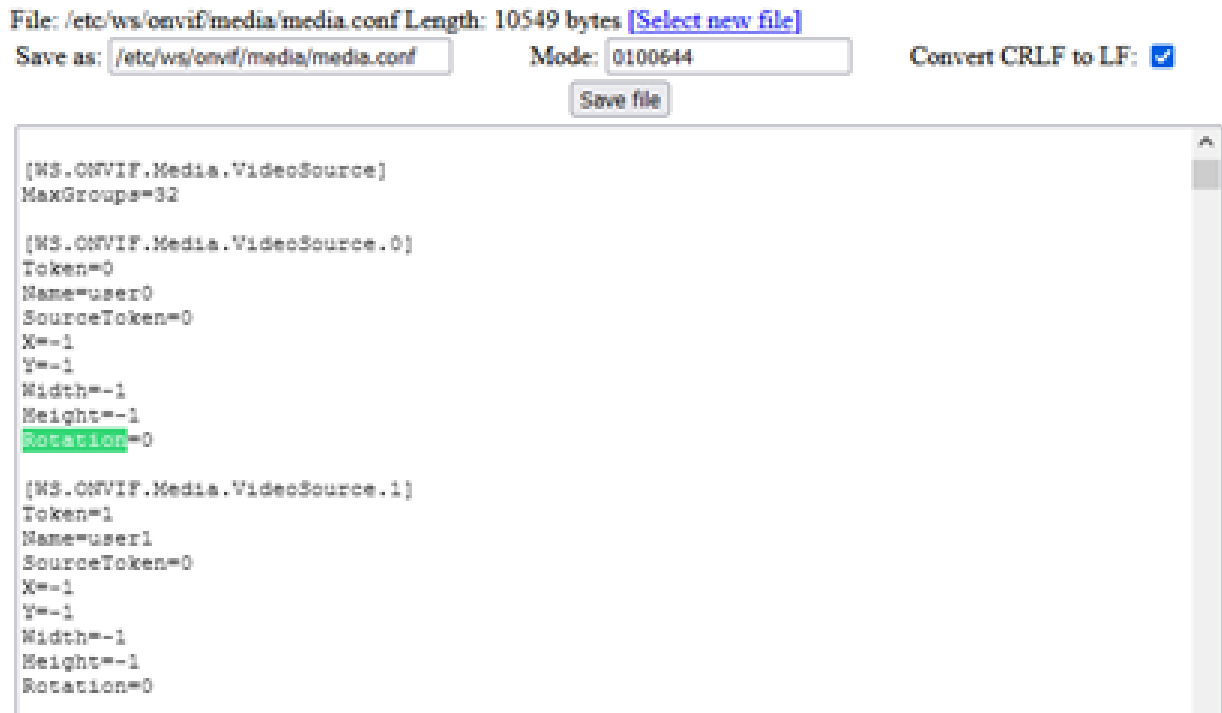 File: /etc/ws/onvif/media/media.conf Length: 10549 bytes [Select new file]
Save as: /etc/ws/onvif/media/media.conf Mode: 0100644 Convert CRLF to LF:
Save file
[WS.ONVIF.Media.VideoSource]
MaxGroups=32
[WS.ONVIF.Media.VideoSource.0]
Token=0
Name=user0
SourceToken=0
X=-1
Y=-1
Width=-1
Height=-1
Rotation=0
[WS.ONVIF.Media.VideoSource.1]
Token=1
Name=user1
SourceToken=0
X=-1
Y=-1
Width=-1
Height=-1
Rotation=0